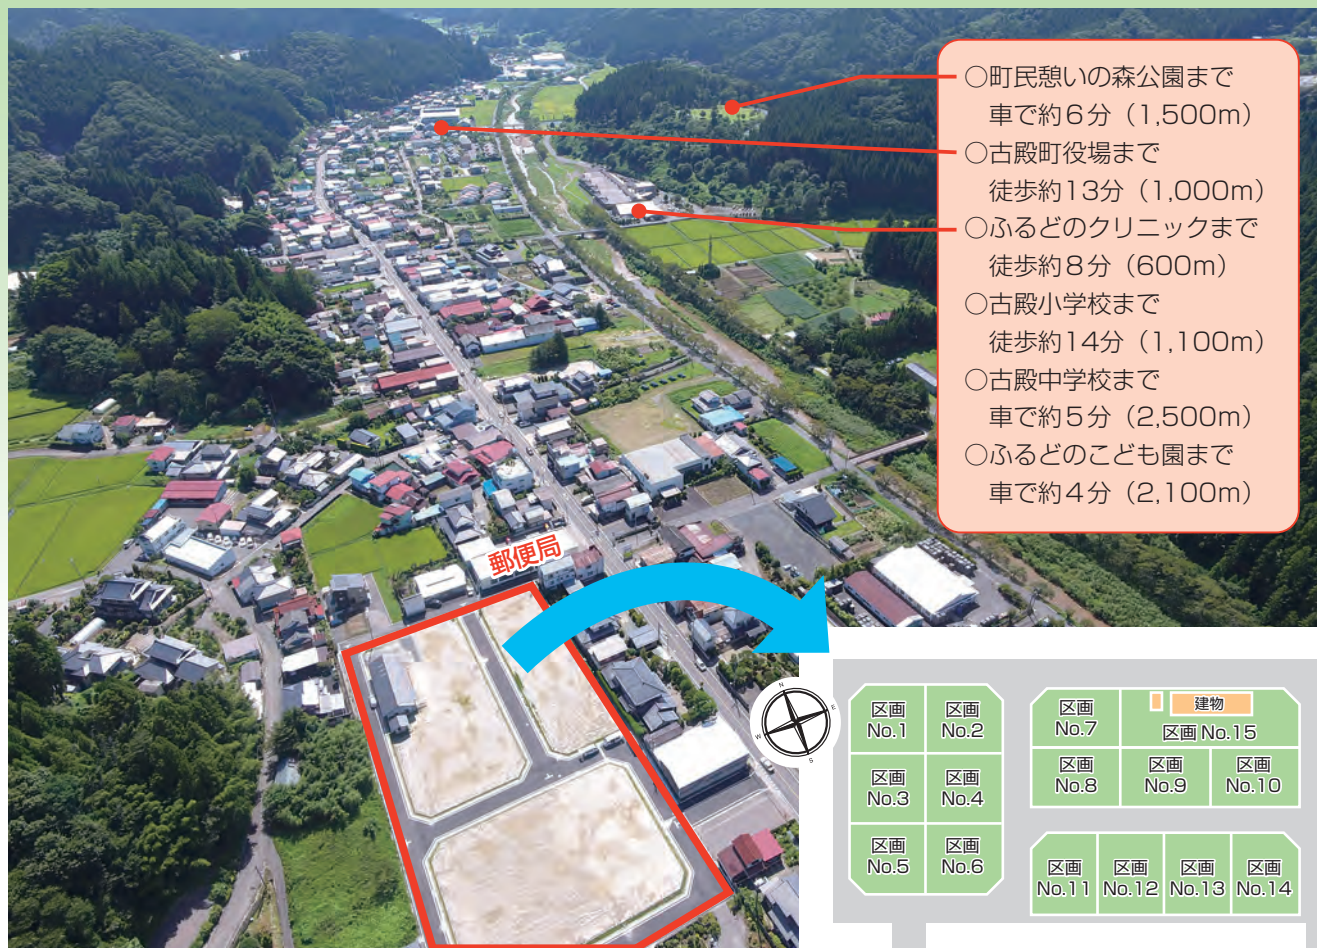 ○町民憩いの森公園まで
車で約6分（1,500m）
○古殿町役場まで
徒歩約13分（1,000m）
○ふるどのクリニックまで
徒歩約8分（600m）
○古殿小学校まで
徒歩約14分（1,100m）
○古殿中学校まで
車で約5分（2,500m）
○ふるどのこども園まで
車で約4分（2,100m）
郵便局
N
E
W
S
区画
No.1
区画
No.2
区画
No.3
区画
No.4
区画
No.5
区画
No.6
区画
No.7
建物
区画 No.15
区画
No.8
区画
No.9
区画
No.10
区画
No.11
区画
No.12
区画
No.13
区画
No.14